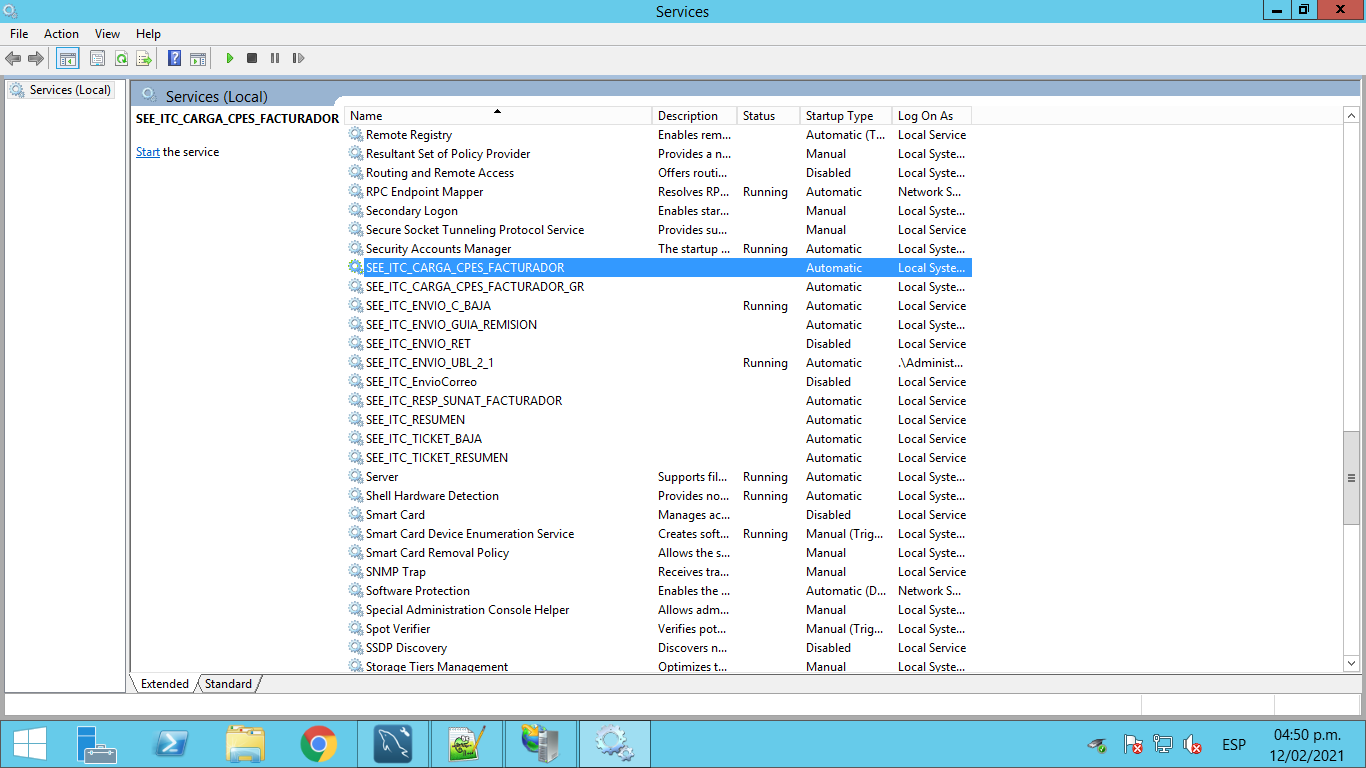 Services
File Action View Help
Services (Local)
Services (Local)
SEE_ITC_CARGA_CPES_FACTURADOR
Start the service
Name Description Status Startup Type Log On As
Remote Registry Enables rem... Automatic (T... Local Service
Resultant Set of Policy Provider Provides a n... Manual Local Syste...
Routing and Remote Access Offers routi... Disabled Local Syste...
RPC Endpoint Mapper Resolves RP... Running Automatic Network S...
Secondary Logon Enables star... Manual Local Syste...
Secure Socket Tunneling Protocol Service Provides su... Manual Local Service
Security Accounts Manager The startup ... Running Automatic Local Syste...
SEE_ITC_CARGA_CPES_FACTURADOR Automatic Local Syste...
SEE_ITC_CARGA_CPES_FACTURADOR_GR Automatic Local Syste...
SEE_ITC_ENVIO_C_BAJA Running Automatic Local Service
SEE_ITC_ENVIO_GUIA_REMISION Automatic Local Syste...
SEE_ITC_ENVIO_RET Disabled Local Service
SEE_ITC_ENVIO_UBL_2_1 Running Automatic .\Administ...
SEE_ITC_EnvioCorreo Disabled Local Service
SEE_ITC_RESP_SUNAT_FACTURADOR Automatic Local Syste...
SEE_ITC_RESUMEN Automatic Local Service
SEE_ITC_TICKET_BAJA Automatic Local Service
SEE_ITC_TICKET_RESUMEN Automatic Local Service
Server Supports fil... Running Automatic Local Syste...
Shell Hardware Detection Provides no... Running Automatic Local Syste...
Smart Card Manages ac... Disabled Local Service
Smart Card Device Enumeration Service Creates soft... Running Manual (Trig... Local Syste...
Smart Card Removal Policy Allows the s... Manual Local Syste...
SNMP Trap Receives tra... Manual Local Service
Software Protection Enables the ... Automatic (D... Network S...
Special Administration Console Helper Allows adm... Manual Local Syste...
Spot Verifier Verifies pot... Manual (Trig... Local Syste...
SSDP Discovery Discovers n... Disabled Local Service
Storage Tiers Management Optimizes t... Manual Local Syste...
Extended Standard
ESP 04:50 p.m.
12/02/2021